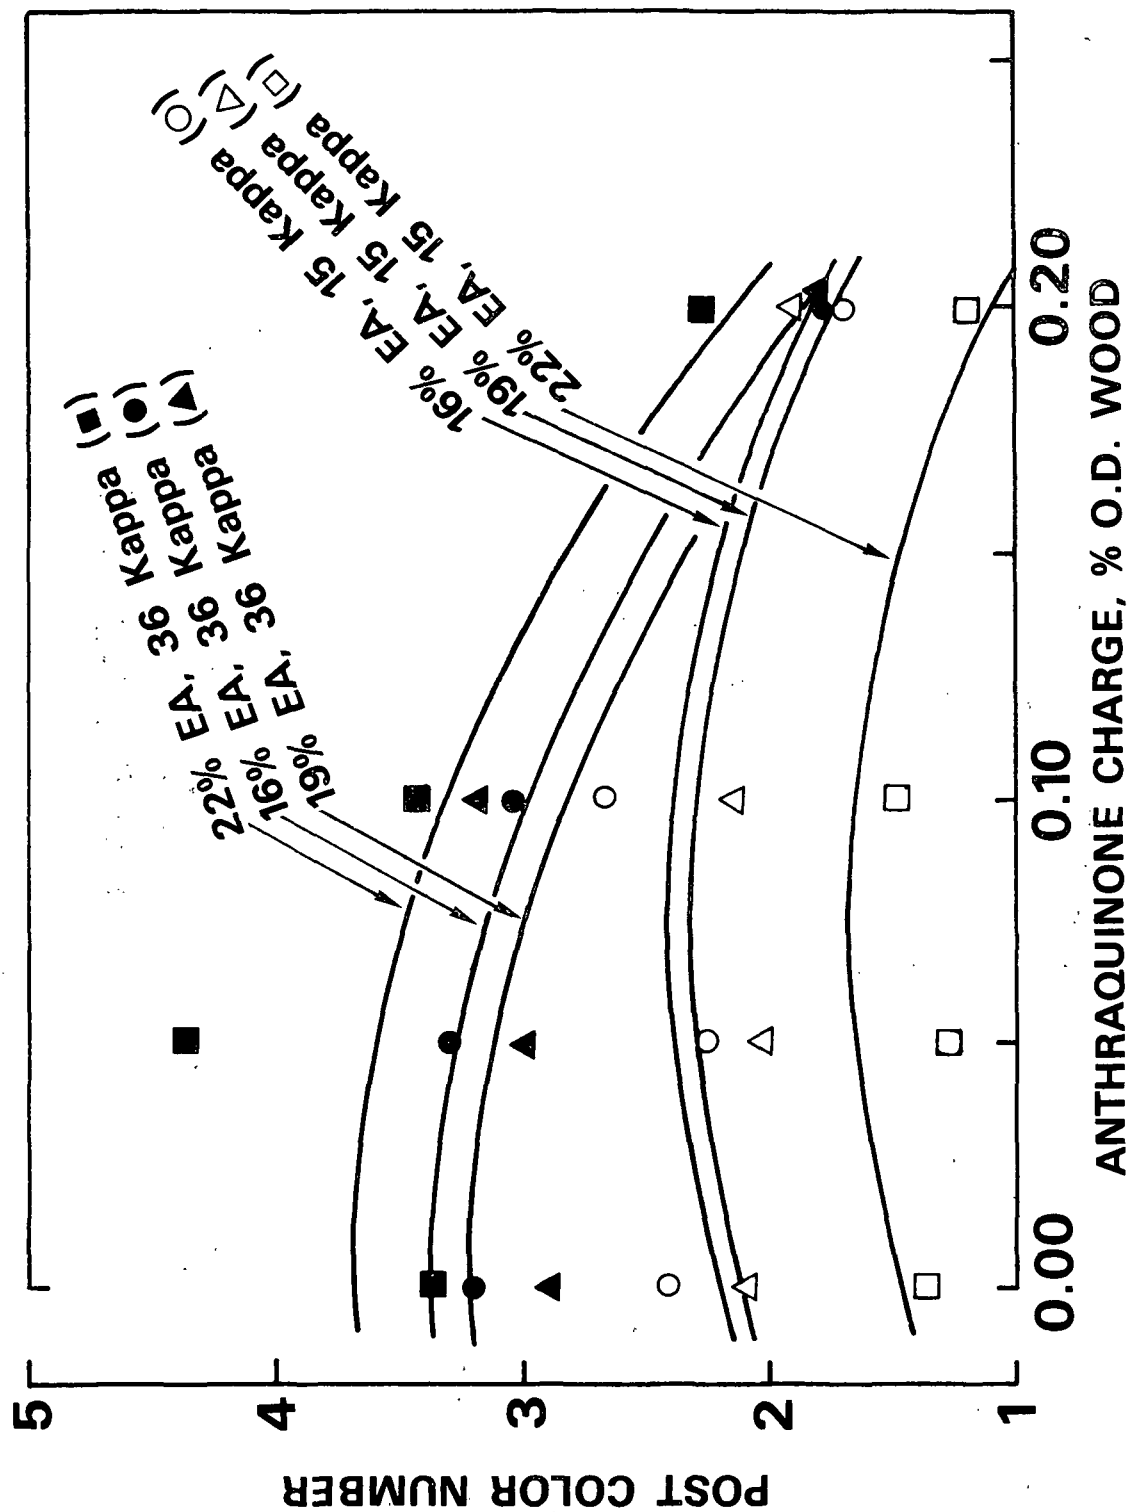 5
4
3
2
1
POST COLOR NUMBER
22% EA, 36 Kappa (■)
16% EA, 36 Kappa (●)
19% EA, 36 Kappa (▲)
16% EA, 15 Kappa (○)
19% EA, 15 Kappa (△)
22% EA, 15 Kappa (□)
0.00
0.10
0.20
ANTHRAQUINONE CHARGE, % O.D. WOOD